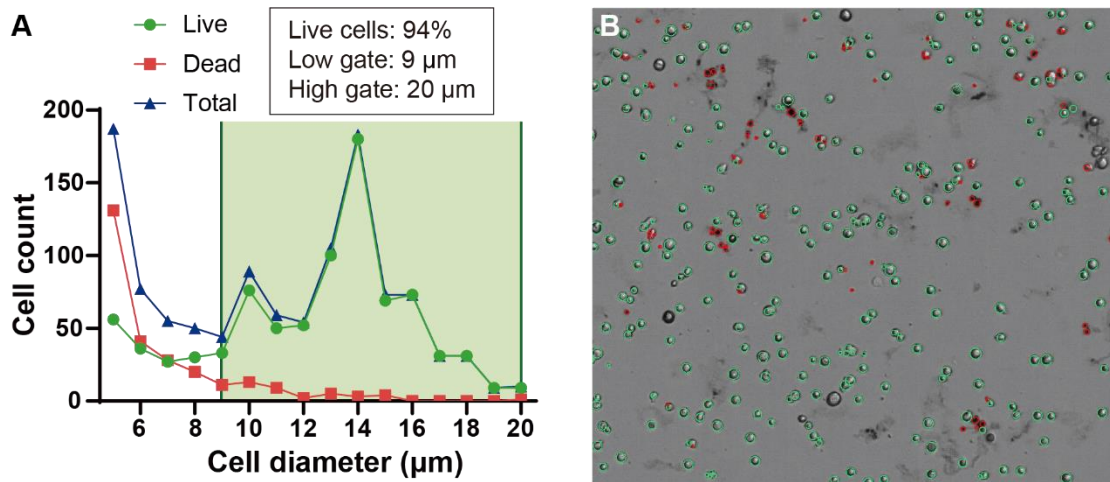 A
Live
Dead
Total
Live cells: 94%
Low gate: 9 μm
High gate: 20 μm
B
Cell count
200
150
100
50
0
6 8 10 12 14 16 18 20
Cell diameter (μm)